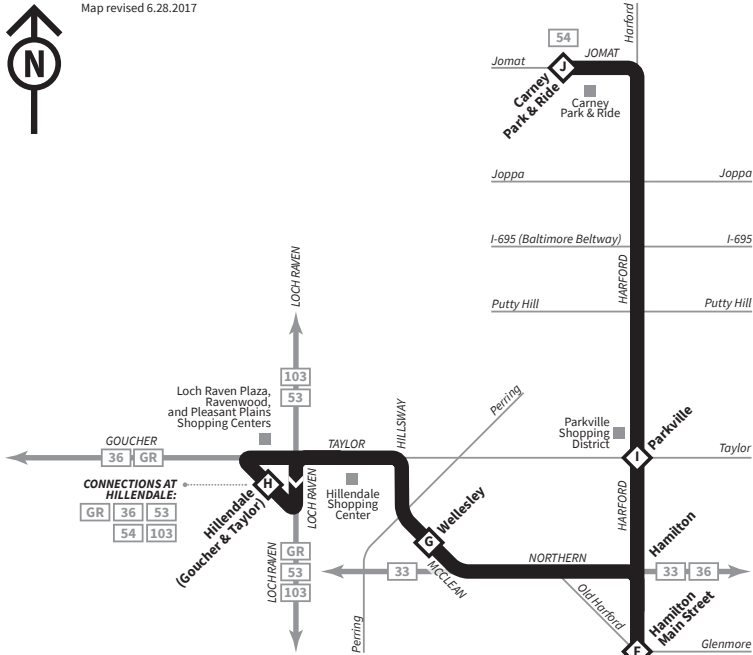 Map revised 6.28.2017
N
Harford
54
JOMAT
Jomat
J
Carney
Park & Ride
Carney
Park & Ride
Joppa
Joppa
I-695 (Baltimore Beltway)
I-695
HARFORD
Putty Hill
Putty Hill
LOCH RAVEN
103
53
Loch Raven Plaza,
Ravenwood,
and Pleasant Plains
Shopping Centers
Perring
HILLSWAY
Parkville
Shopping
District
Parkville
I
GOUCHER
TAYLOR
Taylor
36
GR
CONNECTIONS AT
HILLENDALE:
GR
36
53
54
103
H
Hillendale
(Goucher & Taylor)
LOCH RAVEN
Hillendale
Shopping
Center
HARFORD
Wellesley
G
MCCLEAN
NORTHERN
Hamilton
LOCH RAVEN
GR
53
103
33
33
36
Perring
Old Harford
Hamilton
Main Street
F
Glenmore